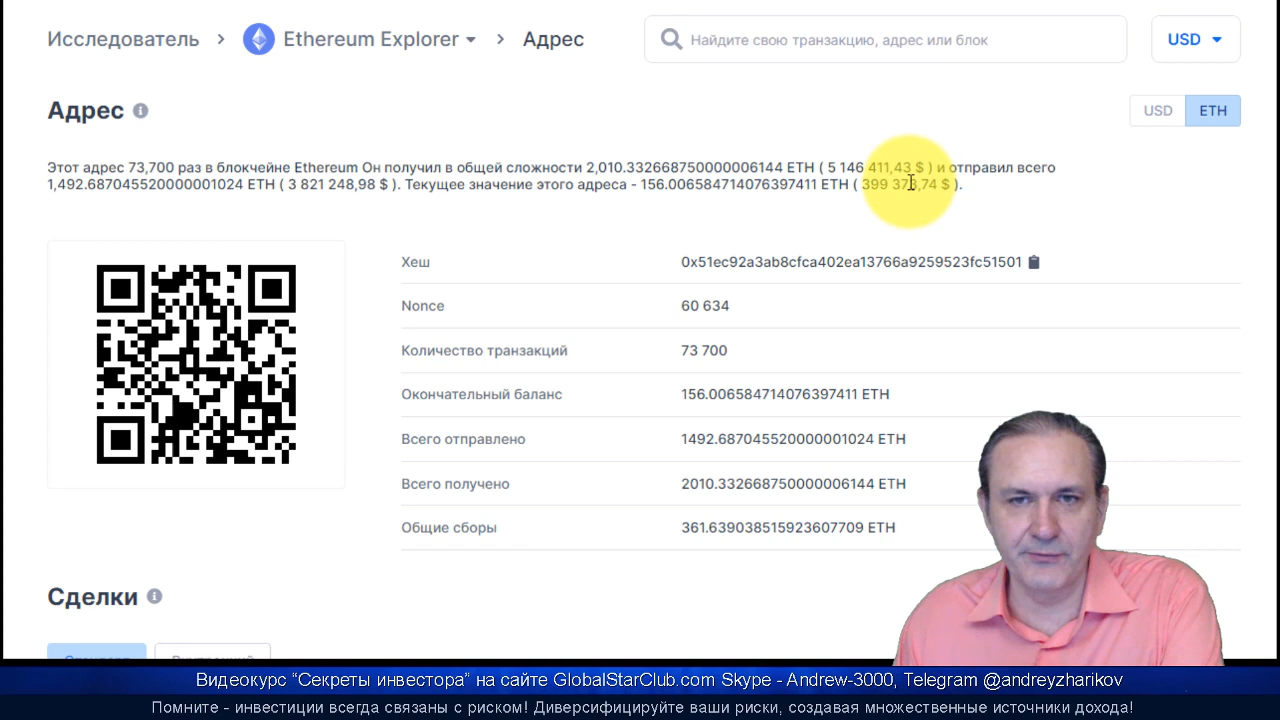 Исследователь > Ethereum Explorer > Адрес
Найдите свою транзакцию, адрес или блок
USD
Адрес
USD ETH
Этот адрес 73,700 раз в блокчейне Ethereum Он получил в общей сложности 2,010.332668750000006144 ETH ( 5 146 411,43 $ ) и отправил всего
1,492.687045520000001024 ETH ( 3 821 248,98 $ ). Текущее значение этого адреса - 156.006584714076397411 ETH ( 399 373,74 $ ).
Хеш 0x51ec92a3ab8cfca402ea13766a9259523fc51501
Nonce 60 634
Количество транзакций 73 700
Окончательный баланс 156.006584714076397411 ETH
Всего отправлено 1492.687045520000001024 ETH
Всего получено 2010.332668750000006144 ETH
Общие сборы 361.639038515923607709 ETH
Сделки
Видеокурс "Секреты инвестора" на сайте GlobalStarClub.com Skype - Andrew-3000, Telegram @andreyzharikov
Помните - инвестиции всегда связаны с риском! Диверсифицируйте ваши риски, создавая множественные источники дохода!